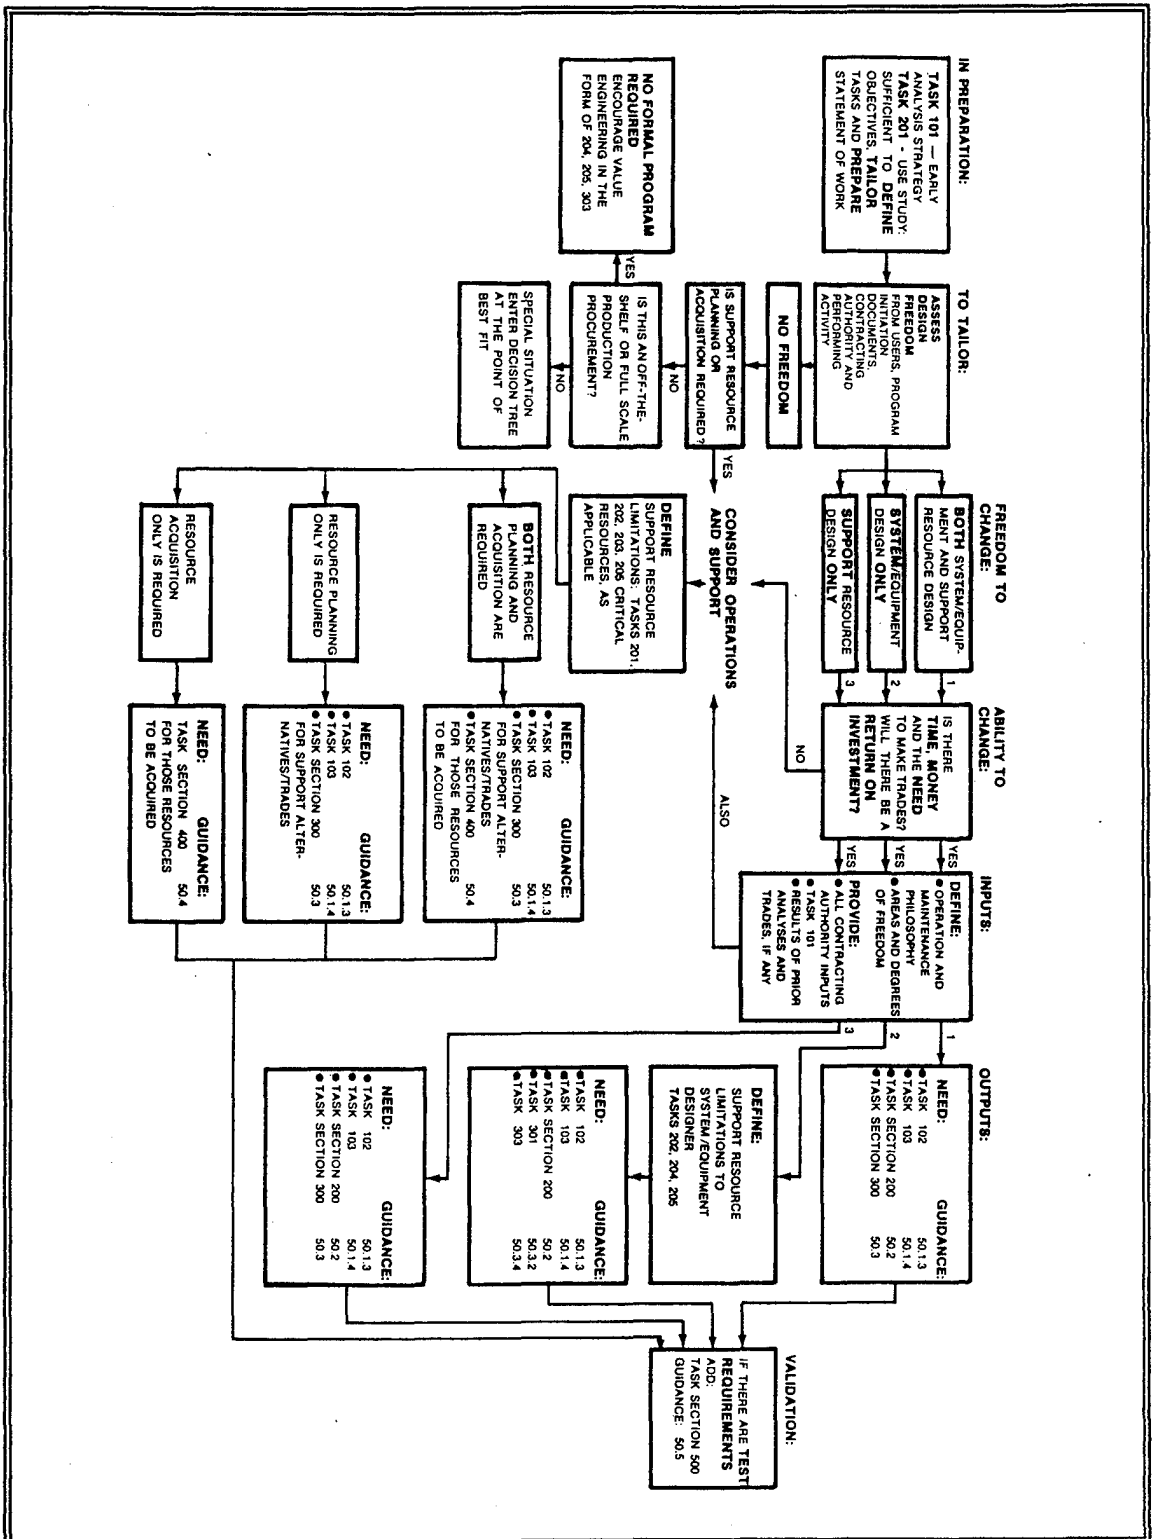 IN PREPARATION:
TASK 101 — EARLY
ANALYSIS STRATEGY
TASK 201 - USE STUDY:
SUFFICIENT TO DEFINE
OBJECTIVES, TAILOR
TASKS AND PREPARE
STATEMENT OF WORK
TO TAILOR:
ASSESS
DESIGN
FREEDOM
FROM USERS, PROGRAM
INITIATION
DOCUMENTS,
CONTRACTING
AUTHORITY AND
PERFORMING
ACTIVITY
NO FREEDOM
IS SUPPORT RESOURCE
PLANNING OR
ACQUISITION REQUIRED?
YES
NO
IS THIS AN OFF-THE-
SHELF OR FULL SCALE
PRODUCTION
PROCUREMENT?
YES
NO
NO FORMAL PROGRAM
REQUIRED
ENCOURAGE VALUE
ENGINEERING IN THE
FORM OF 204, 205, 303
SPECIAL SITUATION
ENTER DECISION TREE
AT THE POINT OF
BEST FIT
FREEDOM TO
CHANGE:
BOTH SYSTEM/EQUIP-
MENT AND SUPPORT
RESOURCE DESIGN
1
SYSTEM/EQUIPMENT
DESIGN ONLY
2
SUPPORT RESOURCE
DESIGN ONLY
3
CONSIDER OPERATIONS
AND SUPPORT
DEFINE
SUPPORT RESOURCE
LIMITATIONS: TASKS 201,
202, 203, 205 CRITICAL
RESOURCES, AS
APPLICABLE
BOTH RESOURCE
PLANNING AND
ACQUISITION ARE
REQUIRED
RESOURCE PLANNING
ONLY IS REQUIRED
RESOURCE
ACQUISITION
ONLY IS REQUIRED
ABILITY TO
CHANGE:
IS THERE
TIME, MONEY
AND THE NEED
TO MAKE TRADES?
WILL THERE BE A
RETURN ON
INVESTMENT?
YES
YES
YES
NO
ALSO
NEED: GUIDANCE:
● TASK 102 50.1.3
● TASK 103 50.1.4
● TASK SECTION 300 50.3
FOR SUPPORT ALTER-
NATIVES/TRADES
● TASK SECTION 400 50.4
FOR THOSE RESOURCES
TO BE ACQUIRED
NEED: GUIDANCE:
● TASK 102 50.1.3
● TASK 103 50.1.4
● TASK SECTION 300 50.3
FOR SUPPORT ALTER-
NATIVES/TRADES
NEED: GUIDANCE:
TASK SECTION 400 50.4
FOR THOSE RESOURCES
TO BE ACQUIRED
INPUTS:
DEFINE:
● OPERATION AND
MAINTENANCE
PHILOSOPHY
● AREAS AND DEGREES
OF FREEDOM
PROVIDE:
● ALL CONTRACTING
AUTHORITY INPUTS
● TASK 101
● RESULTS OF PRIOR
ANALYSES AND
TRADES, IF ANY
1
2
3
OUTPUTS:
NEED: GUIDANCE:
● TASK 102 50.1.3
● TASK 103 50.1.4
● TASK SECTION 200 50.2
● TASK SECTION 300 50.3
DEFINE:
SUPPORT RESOURCE
LIMITATIONS TO
SYSTEM/EQUIPMENT
DESIGNER
TASKS 202, 204, 205
NEED: GUIDANCE:
● TASK 102 50.1.3
● TASK 103 50.1.4
● TASK SECTION 200 50.2
● TASK 301 50.3.2
● TASK 303 50.3.4
NEED: GUIDANCE:
● TASK 102 50.1.3
● TASK 103 50.1.4
● TASK SECTION 200 50.2
● TASK SECTION 300 50.3
VALIDATION:
IF THERE ARE TEST
REQUIREMENTS
ADD:
TASK SECTION 500
GUIDANCE: 50.5